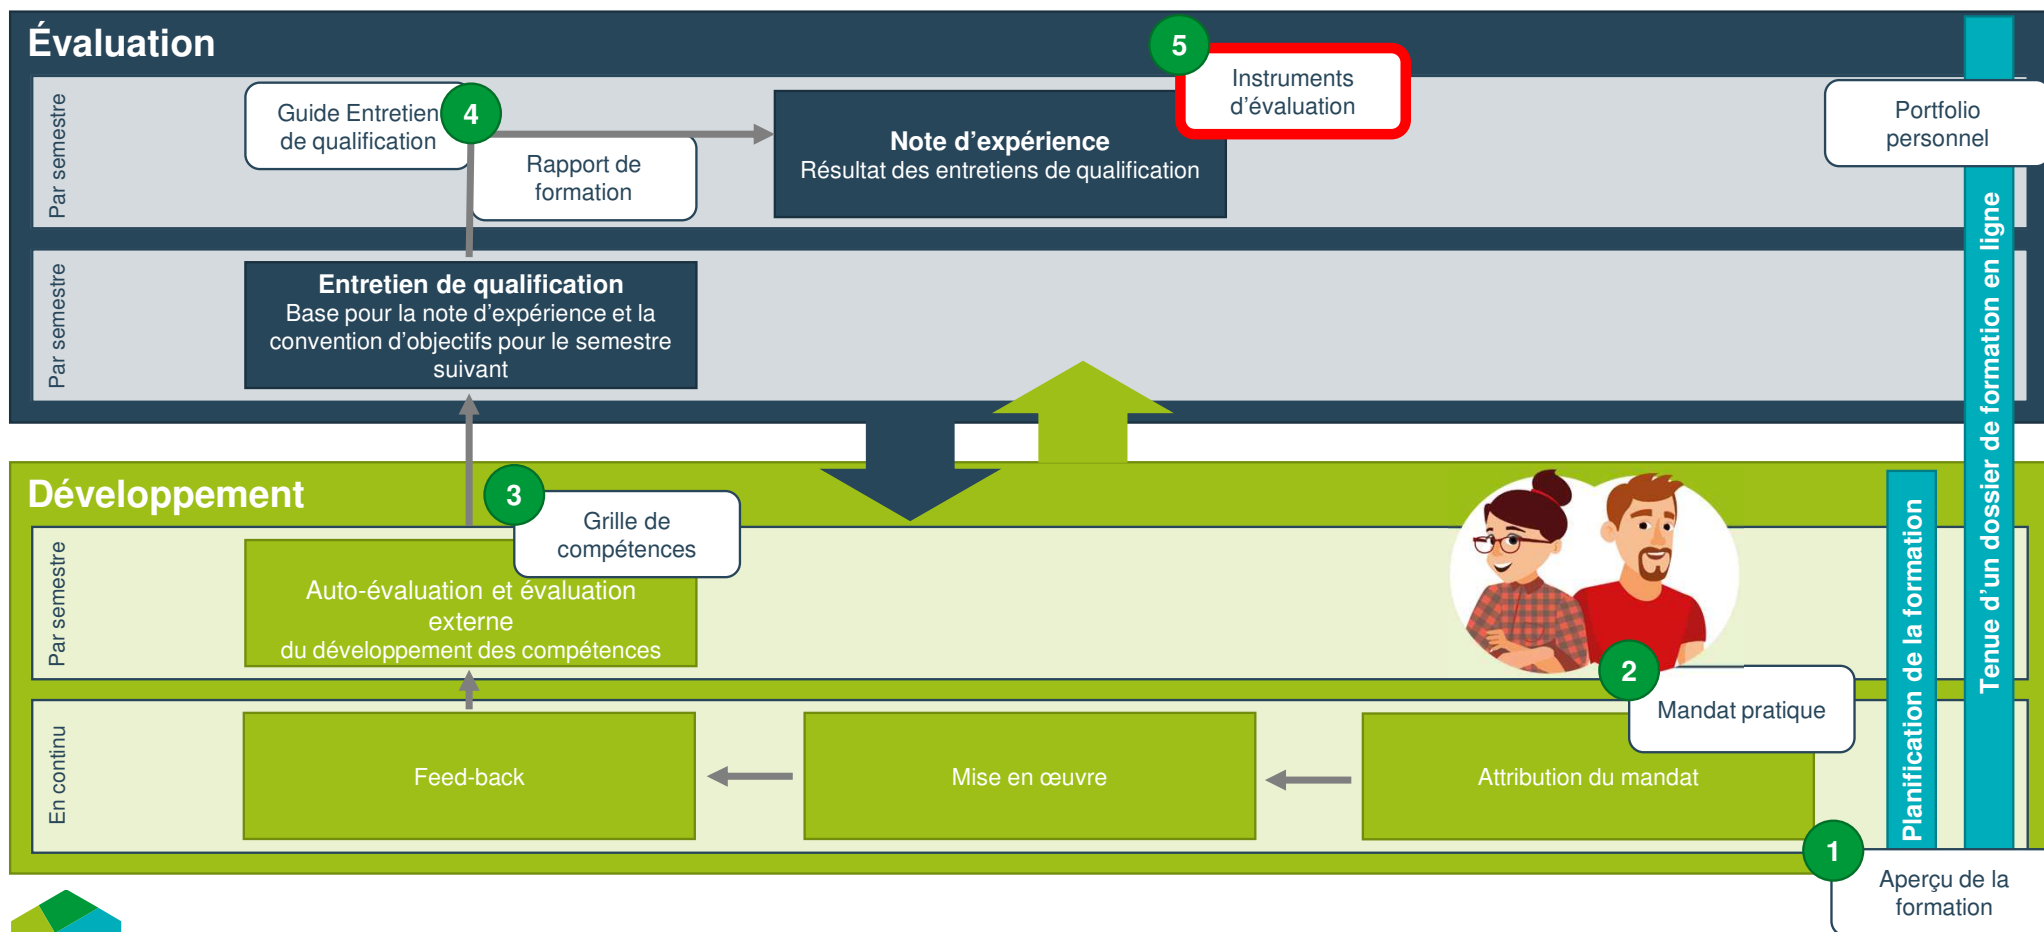 Évaluation
5
Par semestre
Guide Entretien
de qualification
4
Rapport de
formation
Note d’expérience
Résultat des entretiens de qualification
Instruments
d’évaluation
Portfolio
personnel
Par semestre
Entretien de qualification
Base pour la note d’expérience et la
convention d’objectifs pour le semestre
suivant
Tenue d’un dossier de formation en ligne
Développement
3
Grille de
compétences
Par semestre
Auto-évaluation et évaluation
externe
du développement des compétences
2
Mandat pratique
Planification de la formation
En continu
Feed-back
Mise en œuvre
Attribution du mandat
1
Aperçu de la
formation